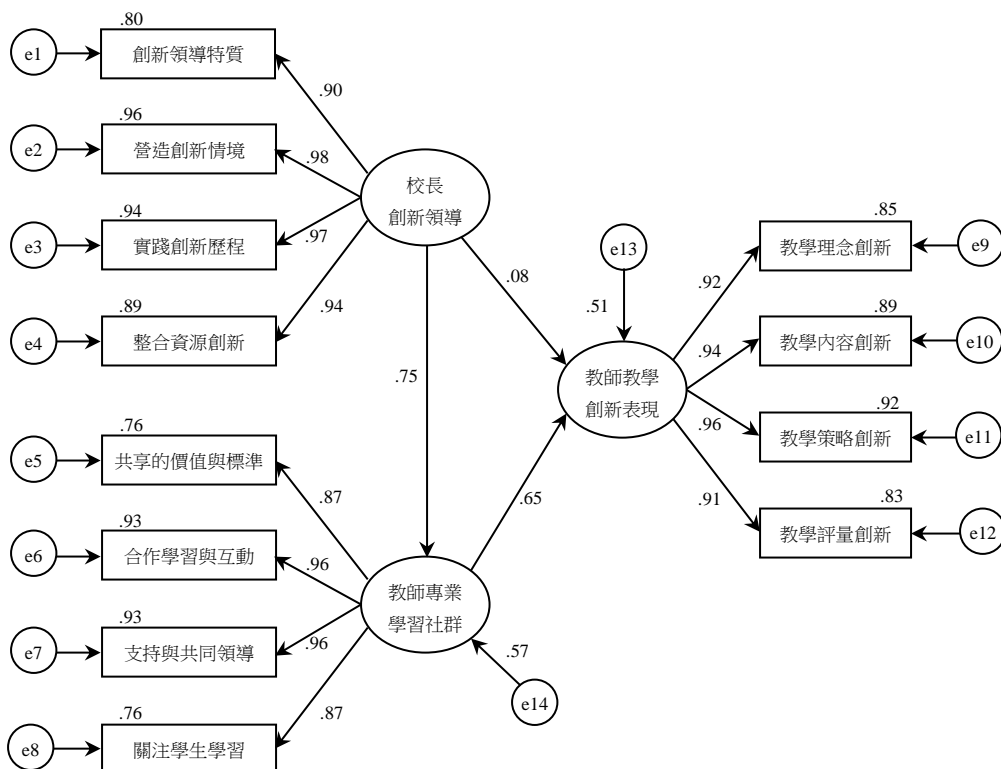 .80
e1
創新領導特質
.90
.96
e2
營造創新情境
.98
校長
創新領導
.94
e3
實踐創新歷程
.97
.89
e4
整合資源創新
.94
.08
.75
e13
.51
教師教學
創新表現
.85
教學理念創新
e9
.92
.89
教學內容創新
e10
.94
.92
教學策略創新
e11
.96
.83
教學評量創新
e12
.91
.76
e5
共享的價值與標準
.87
.65
.93
e6
合作學習與互動
.96
教師專業
學習社群
.93
e7
支持與共同領導
.96
.57
e14
.76
e8
關注學生學習
.87